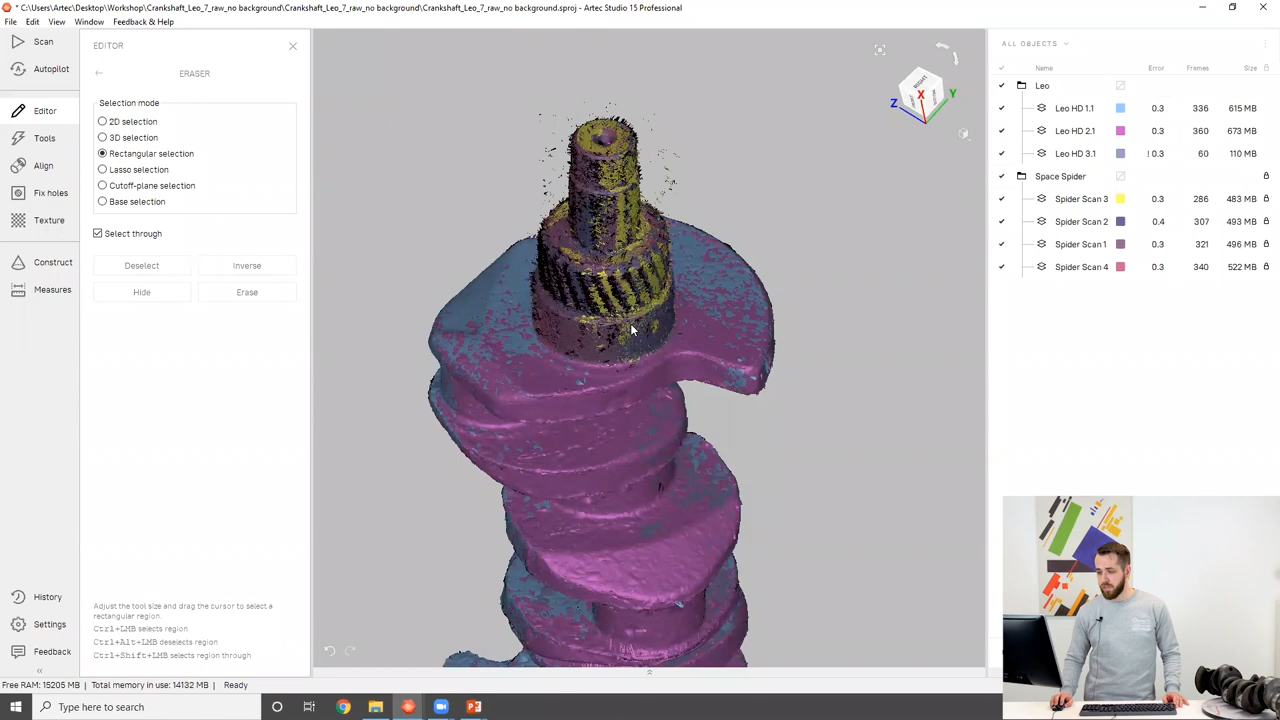 * C:\Users\Artec\Desktop\Workshop\Crankshaft_Leo_7_raw_no background\Crankshaft_Leo_7_raw_no background\Crankshaft_Leo_7_raw_no background.sproj - Artec Studio 15 Professional
File Edit View Window Feedback & Help
Scan
Autopilot
Editor
Tools
Align
Fix holes
Texture
Construct
Measures
History
Settings
Feedback
EDITOR
ERASER
Selection mode
2D selection
3D selection
Rectangular selection
Lasso selection
Cutoff-plane selection
Base selection
Select through
Deselect Inverse
Hide Erase
Adjust the tool size and drag the cursor to select a
rectangular region.
Ctrl+LMB selects region
Ctrl+Alt+LMB deselects region
Ctrl+Shift+LMB selects region through
RIGHT
X
Y
Z
ALL OBJECTS
Name Error Frames Size
Leo
Leo HD 1.1 0.3 336 615 MB
Leo HD 2.1 0.3 360 673 MB
Leo HD 3.1 ! 0.3 60 110 MB
Space Spider
Spider Scan 3 0.3 286 483 MB
Spider Scan 2 0.4 307 493 MB
Spider Scan 1 0.3 321 496 MB
Spider Scan 4 0.3 340 522 MB
Free RAM: 15205 MB | Total memory in use: 14132 MB | Ready
Type here to search